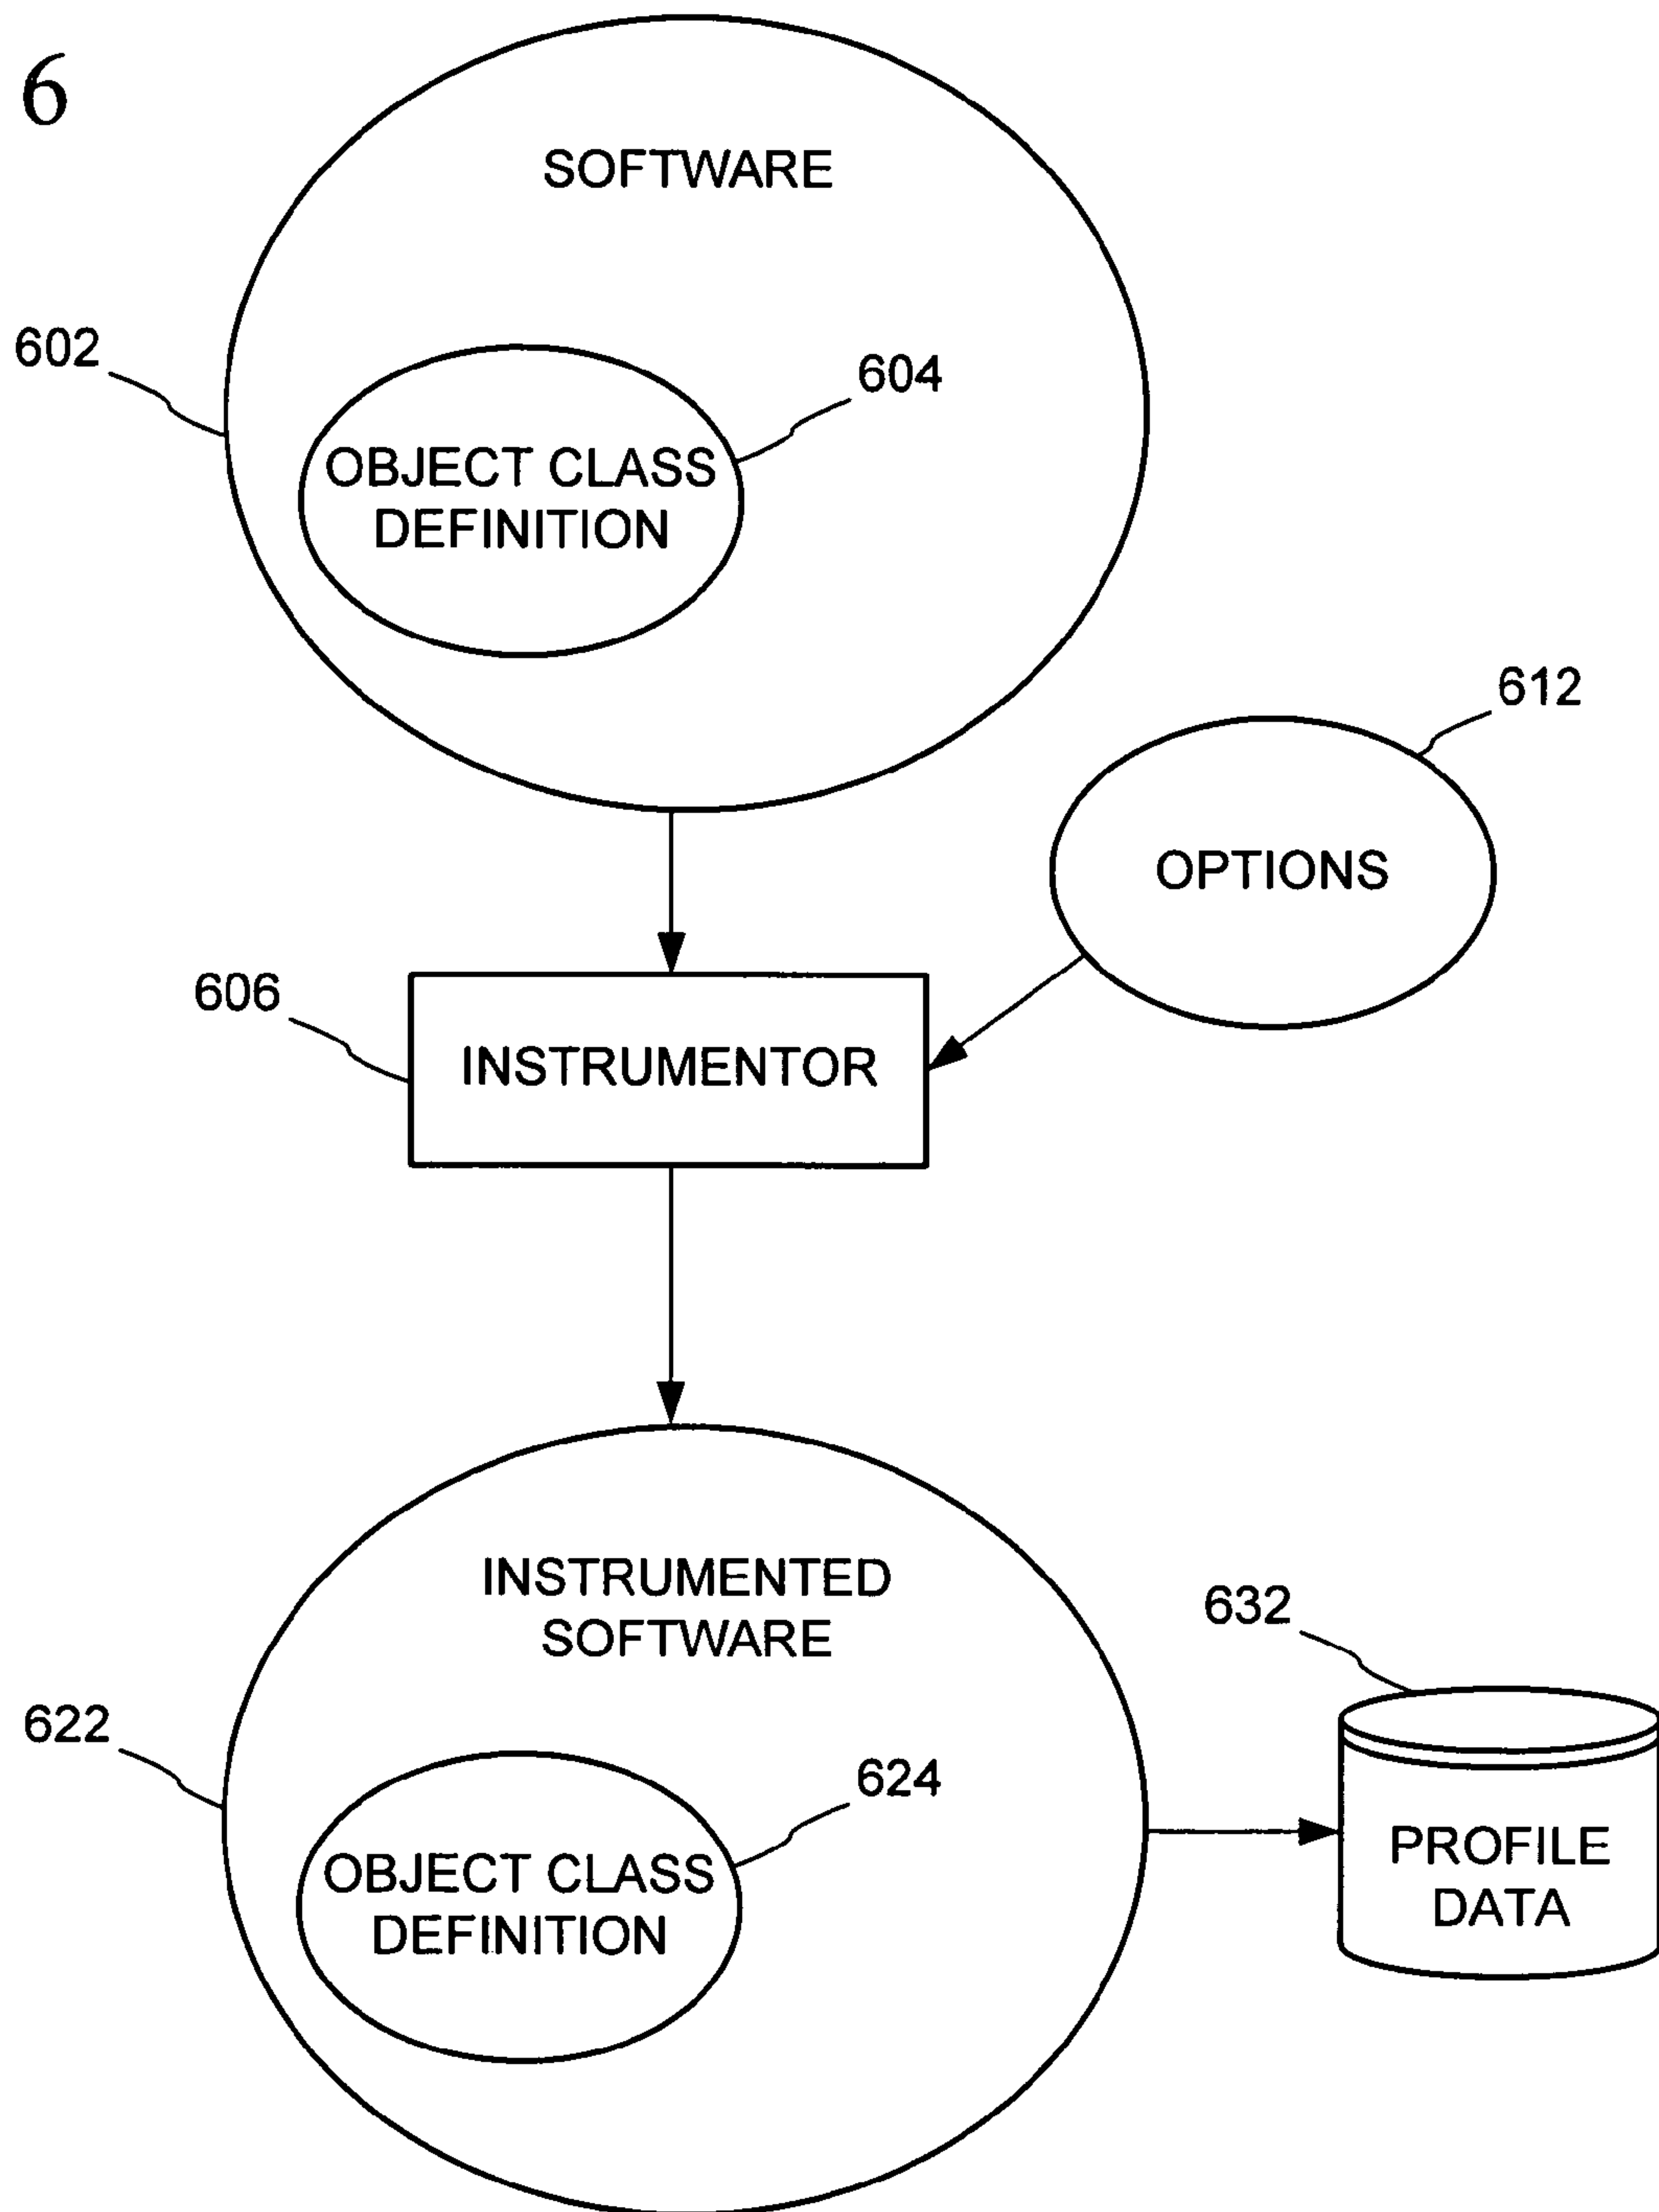 6
SOFTWARE
602
604
OBJECT CLASS
DEFINITION
612
OPTIONS
606
INSTRUMENTOR
INSTRUMENTED
SOFTWARE
632
622
624
OBJECT CLASS
DEFINITION
PROFILE
DATA